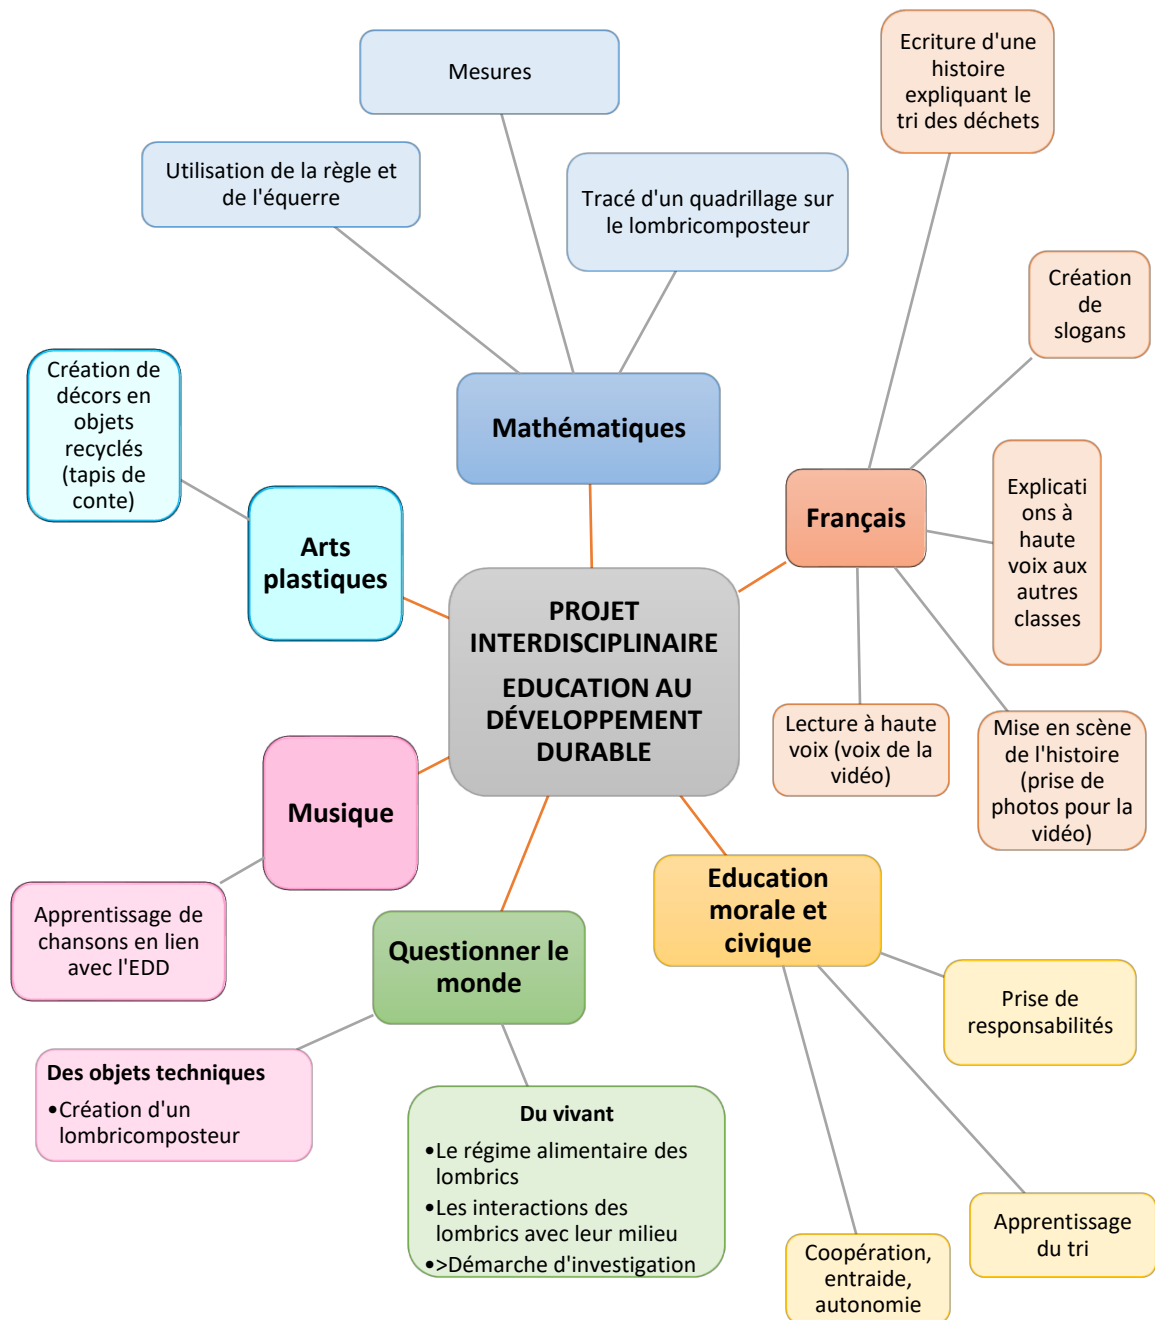 Mesures
Ecriture d'une
histoire
expliquant le
tri des déchets
Utilisation de la règle et
de l'équerre
Tracé d'un quadrillage sur
le lombricomposteur
Création
de
slogans
Création de
décors en
objets
recyclés
(tapis de
conte)
Mathématiques
Français
Explicati
ons à
haute
voix aux
autres
classes
Arts
plastiques
PROJET
INTERDISCIPLINAIRE
EDUCATION AU
DÉVELOPPEMENT
DURABLE
Lecture à haute
voix (voix de la
vidéo)
Mise en scène
de l'histoire
(prise de
photos pour la
vidéo)
Musique
Education
morale et
civique
Apprentissage de
chansons en lien
avec l'EDD
Questionner le
monde
Prise de
responsabilités
Des objets techniques
•Création d'un
lombricomposteur
Du vivant
•Le régime alimentaire des
lombrics
•Les interactions des
lombrics avec leur milieu
•>Démarche d'investigation
Apprentissage
du tri
Coopération,
entraide,
autonomie